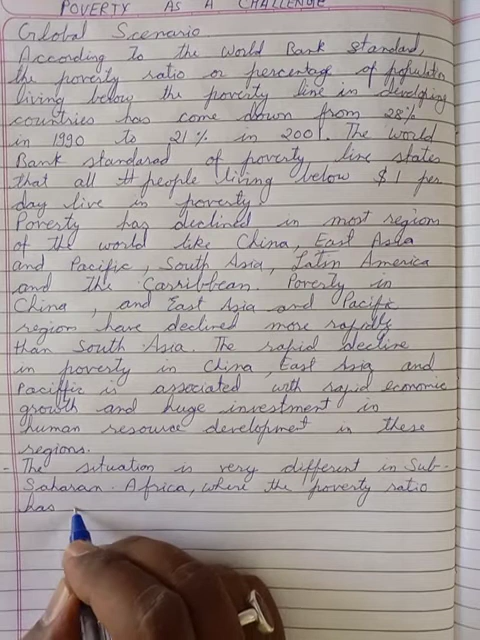 POVERTY AS A CHALLENGE
Global Scenario
According To the World Bank standard,
the poverty ratio or percentage of population
living below the poverty line in developing
countries has come down from 28%
in 1990 to 21% in 2001. The world
Bank standarad of poverty line states
that all people living below $1 per
day live in poverty
Poverty has declined in most regions
of the world like China, East Asia
and Pacific, South Asia, Latin America
and the Carribbean. Poverty in
China, and East Asia and Pacific
region have declined more rapidly
than South Asia. The rapid decline
in poverty in China, East Asia and
Paciffic is associated with rapid economic
growth and huge investment in
human resource development in these
regions.
- The situation is very different in Sub-
Saharan Africa, where the poverty ratio
has